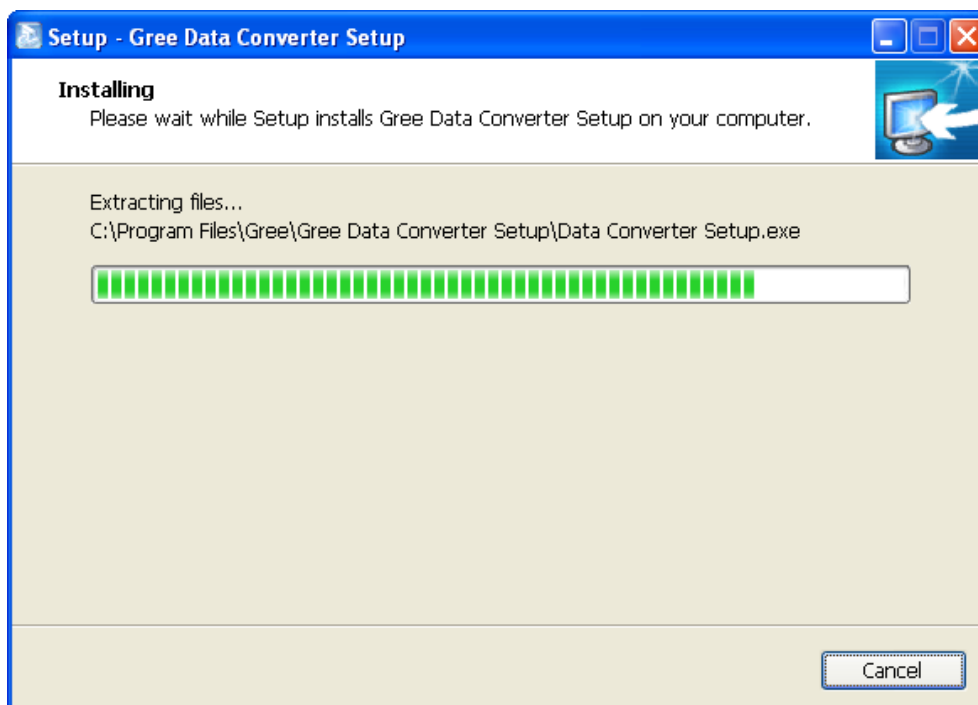 Setup - Gree Data Converter Setup
Installing
Please wait while Setup installs Gree Data Converter Setup on your computer.
Extracting files...
C:\Program Files\Gree\Gree Data Converter Setup\Data Converter Setup.exe
Cancel